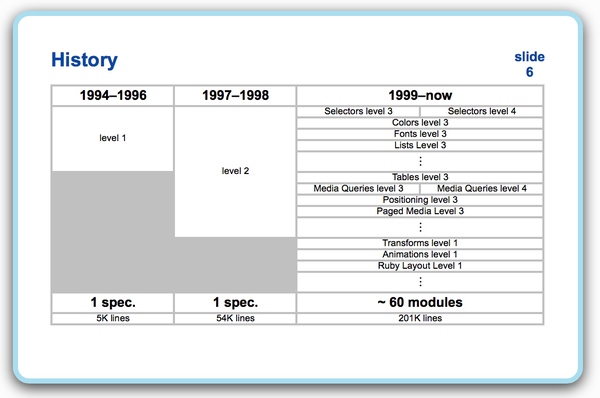 History
slide
6
1994–1996 1997–1998 1999–now
level 1
level 2
Selectors level 3 Selectors level 4
Colors level 3
Fonts level 3
Lists Level 3
⋮
Tables level 3
Media Queries level 3 Media Queries level 4
Positioning level 3
Paged Media Level 3
⋮
Transforms level 1
Animations level 1
Ruby Layout Level 1
⋮
1 spec. 1 spec. ~ 60 modules
5K lines 54K lines 201K lines